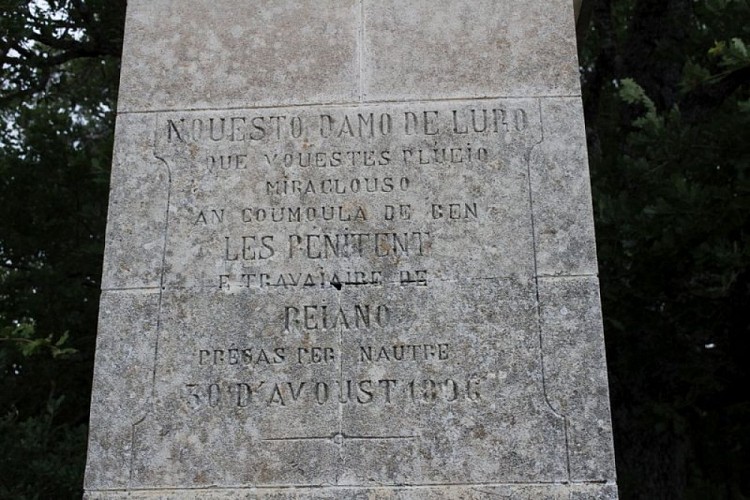 NOUESTO DAMO DE LURO
QUE VOUESTES PLUEIO
MIRACLOUSO
AN COUMOULA DE BEN
LES PENITENT
E TRAVAIAIRE DE
REIANO
PREGAS PER NAUTRE
30 D'AVOUST 1896